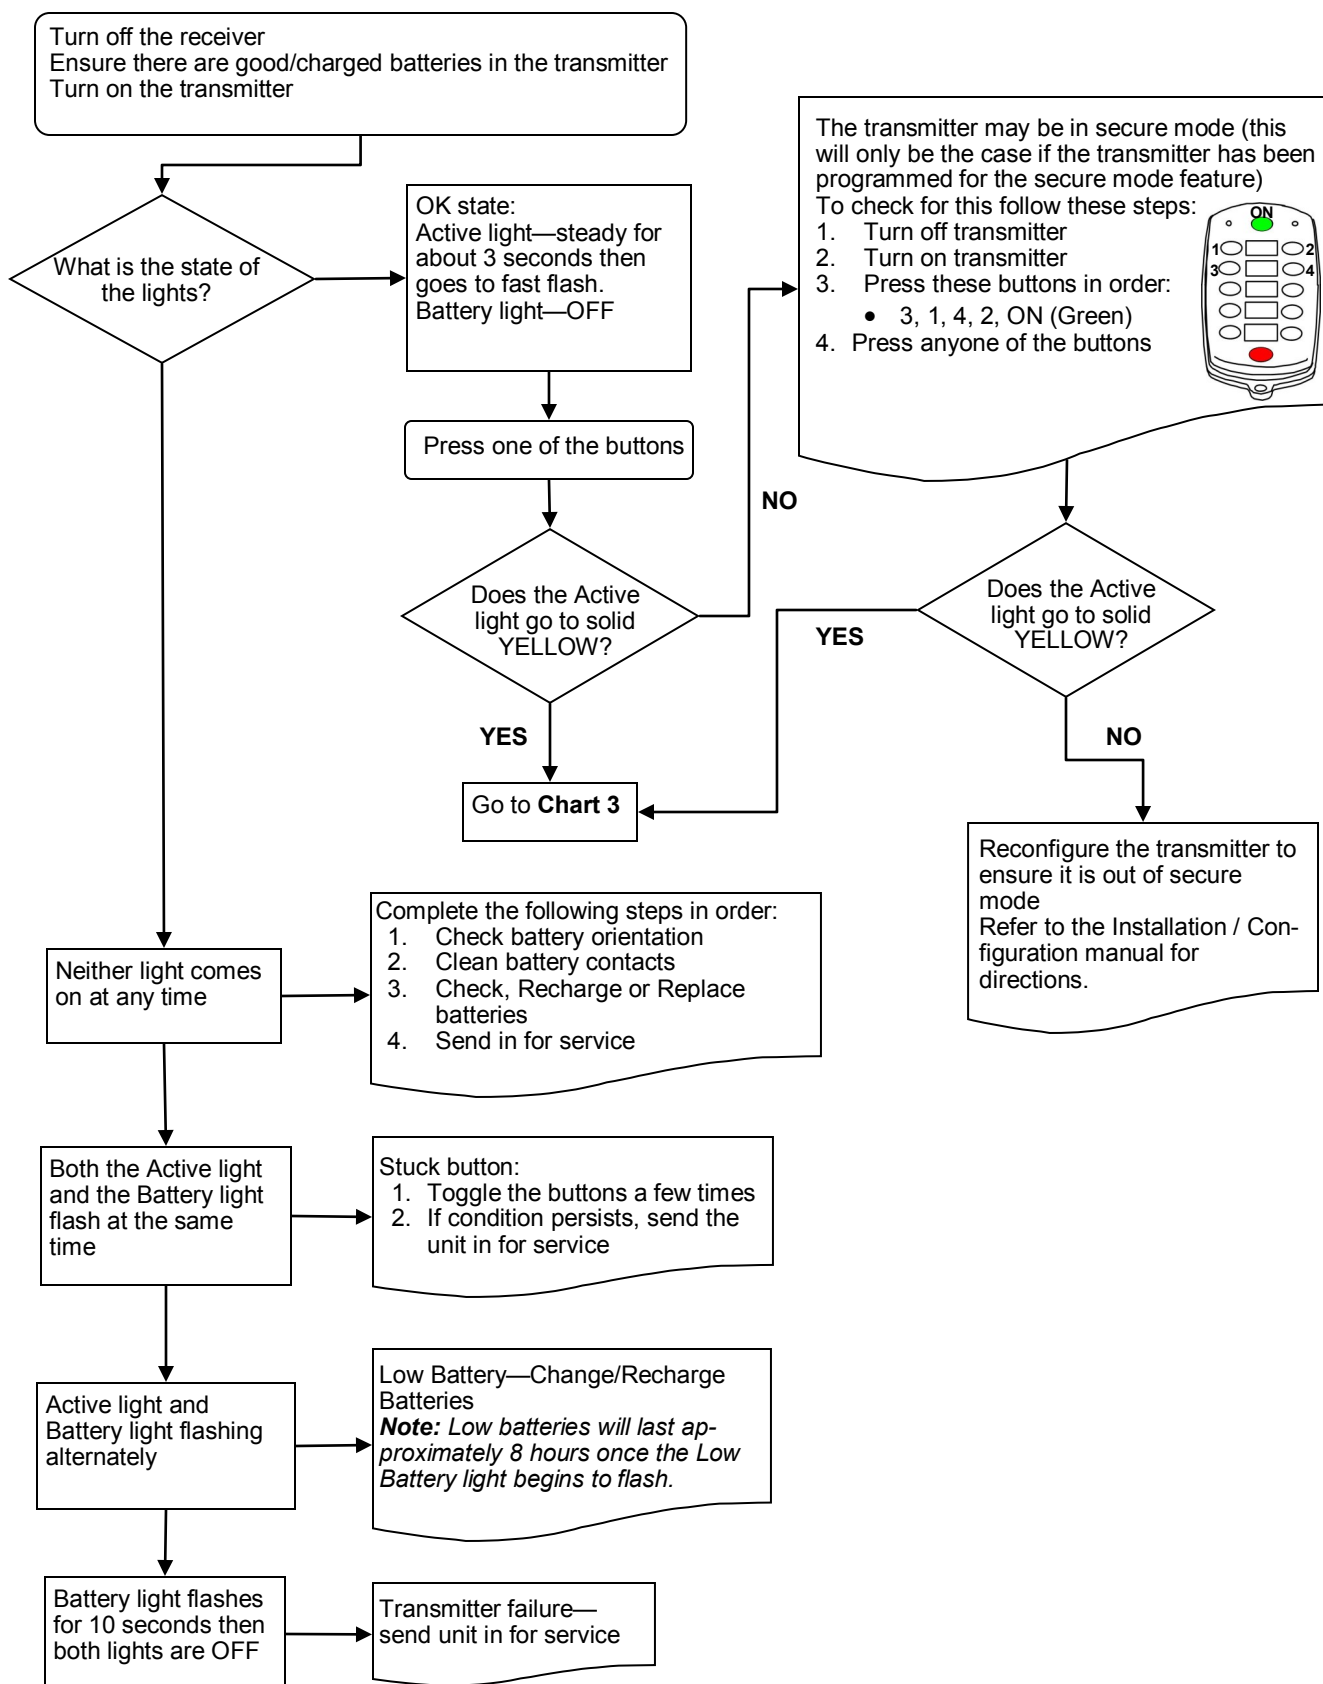 Turn off the receiver
Ensure there are good/charged batteries in the transmitter
Turn on the transmitter
What is the state of
the lights?
OK state:
Active light—steady for
about 3 seconds then
goes to fast flash.
Battery light—OFF
Press one of the buttons
Does the Active
light go to solid
YELLOW?
YES
NO
Go to Chart 3
The transmitter may be in secure mode (this
will only be the case if the transmitter has been
programmed for the secure mode feature)
To check for this follow these steps:
1. Turn off transmitter
2. Turn on transmitter
3. Press these buttons in order:
• 3, 1, 4, 2, ON (Green)
4. Press anyone of the buttons
ON
1 2
3 4
Does the Active
light go to solid
YELLOW?
YES
NO
Reconfigure the transmitter to
ensure it is out of secure
mode
Refer to the Installation / Con-
figuration manual for
directions.
Neither light comes
on at any time
Complete the following steps in order:
1. Check battery orientation
2. Clean battery contacts
3. Check, Recharge or Replace
batteries
4. Send in for service
Both the Active light
and the Battery light
flash at the same
time
Stuck button:
1. Toggle the buttons a few times
2. If condition persists, send the
unit in for service
Active light and
Battery light flashing
alternately
Low Battery—Change/Recharge
Batteries
Note: Low batteries will last ap-
proximately 8 hours once the Low
Battery light begins to flash.
Battery light flashes
for 10 seconds then
both lights are OFF
Transmitter failure—
send unit in for service